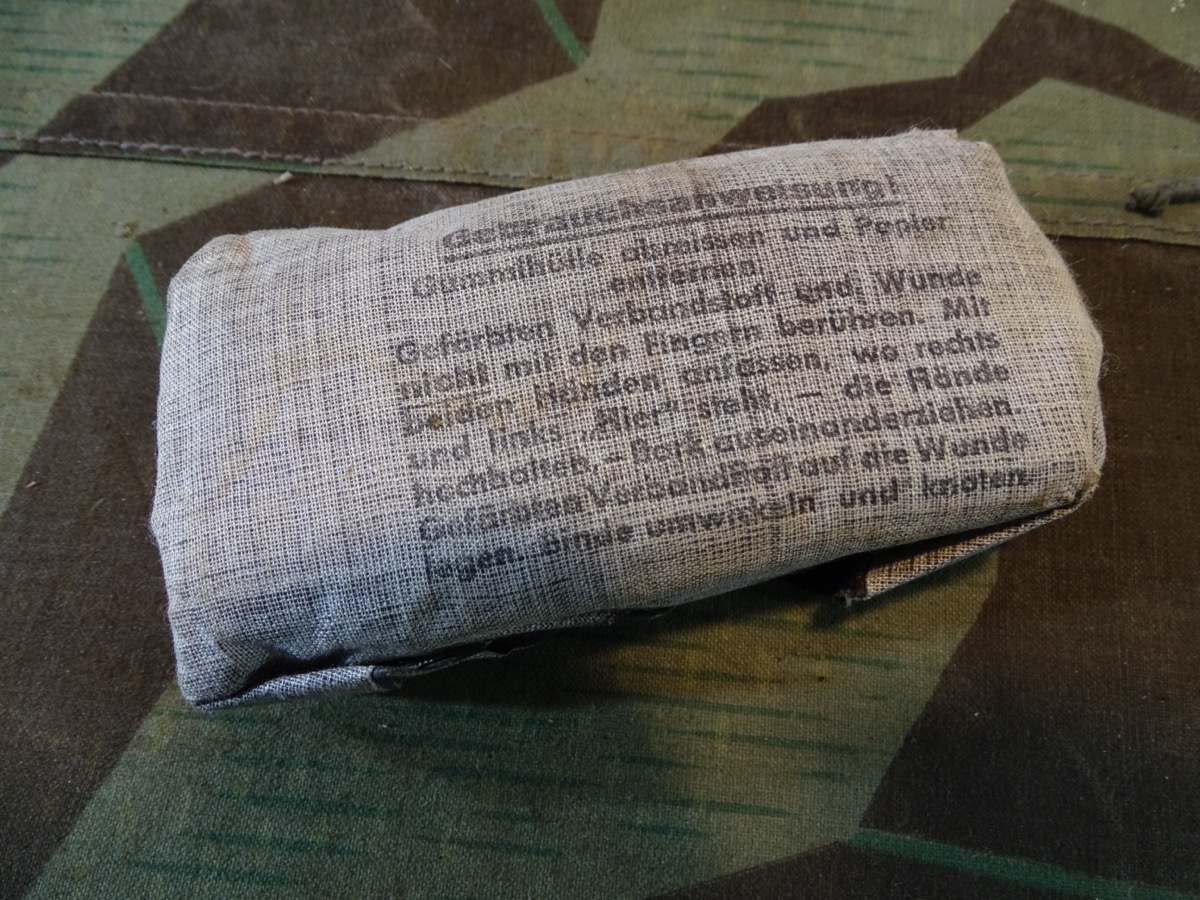 Gebrauchsanweisung!
Gummihülle abreissen und Papier
entfernen.
Gefärbten Verbandstoff und Wunde
nicht mit den Fingern berühren. Mit
beiden Händen anfassen, wo rechts
und links „Hier“ steht, – die Hände
hochhalten, – stark auseinanderziehen.
Gefärbten Verbandstoff auf die Wunde
legen. Binde umwickeln und knoten.